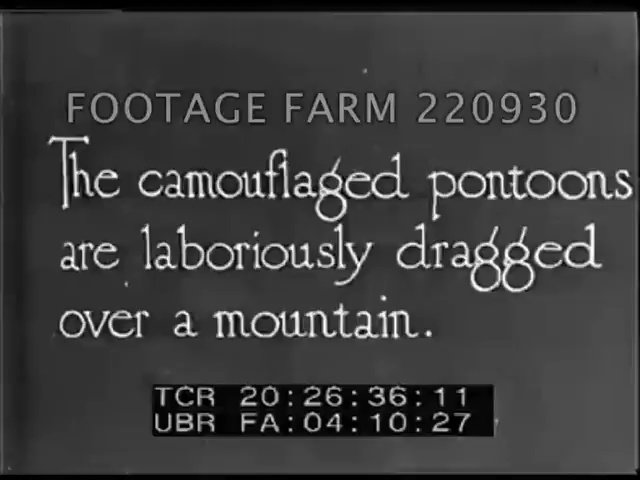 FOOTAGE FARM 220930
The camouflaged pontoons
are laboriously dragged
over a mountain.
TCR 20:26:36:11
UBR FA:04:10:27